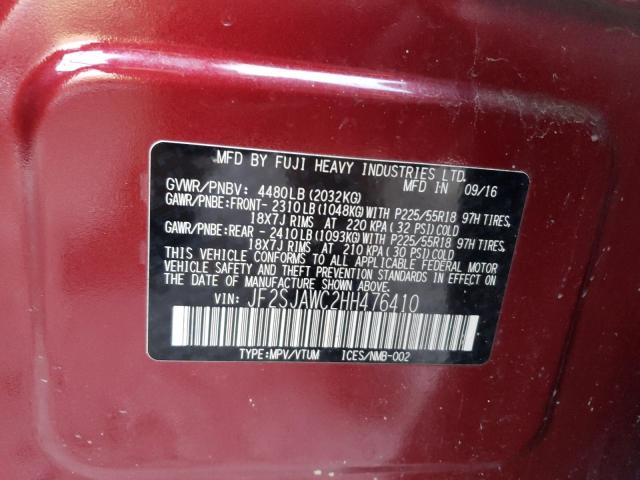 MFD BY FUJI HEAVY INDUSTRIES LTD.
MFD IN 09/16
GVWR/PNBV: 4480LB (2032KG)
GAWR/PNBE:FRONT- 2310LB (1048KG) WITH P225/55R18 97H TIRES,
18X7J RIMS AT 220 KPA (32 PSI) COLD
GAWR/PNBE:REAR - 2410LB (1093KG) WITH P225/55R18 97H TIRES,
18X7J RIMS AT 210 KPA (30 PSI) COLD
THIS VEHICLE CONFORMS TO ALL APPLICABLE FEDERAL MOTOR
VEHICLE SAFETY AND THEFT PREVENTION STANDARDS IN EFFECT ON
THE DATE OF MANUFACTURE SHOWN ABOVE.
VIN: JF2SJAWC2HH476410
TYPE:MPV/VTUM ICES/NMB-002